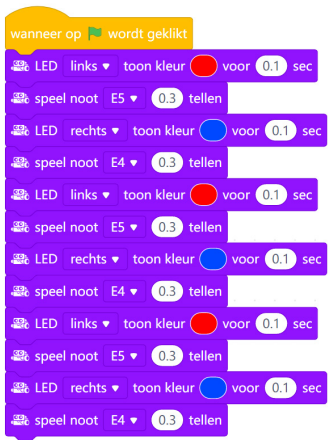 wanneer op wordt geklikt
LED links ▾ toon kleur voor 0.1 sec
speel noot E5 ▾ 0.3 tellen
LED rechts ▾ toon kleur voor 0.1 sec
speel noot E4 ▾ 0.3 tellen
LED links ▾ toon kleur voor 0.1 sec
speel noot E5 ▾ 0.3 tellen
LED rechts ▾ toon kleur voor 0.1 sec
speel noot E4 ▾ 0.3 tellen
LED links ▾ toon kleur voor 0.1 sec
speel noot E5 ▾ 0.3 tellen
LED rechts ▾ toon kleur voor 0.1 sec
speel noot E4 ▾ 0.3 tellen